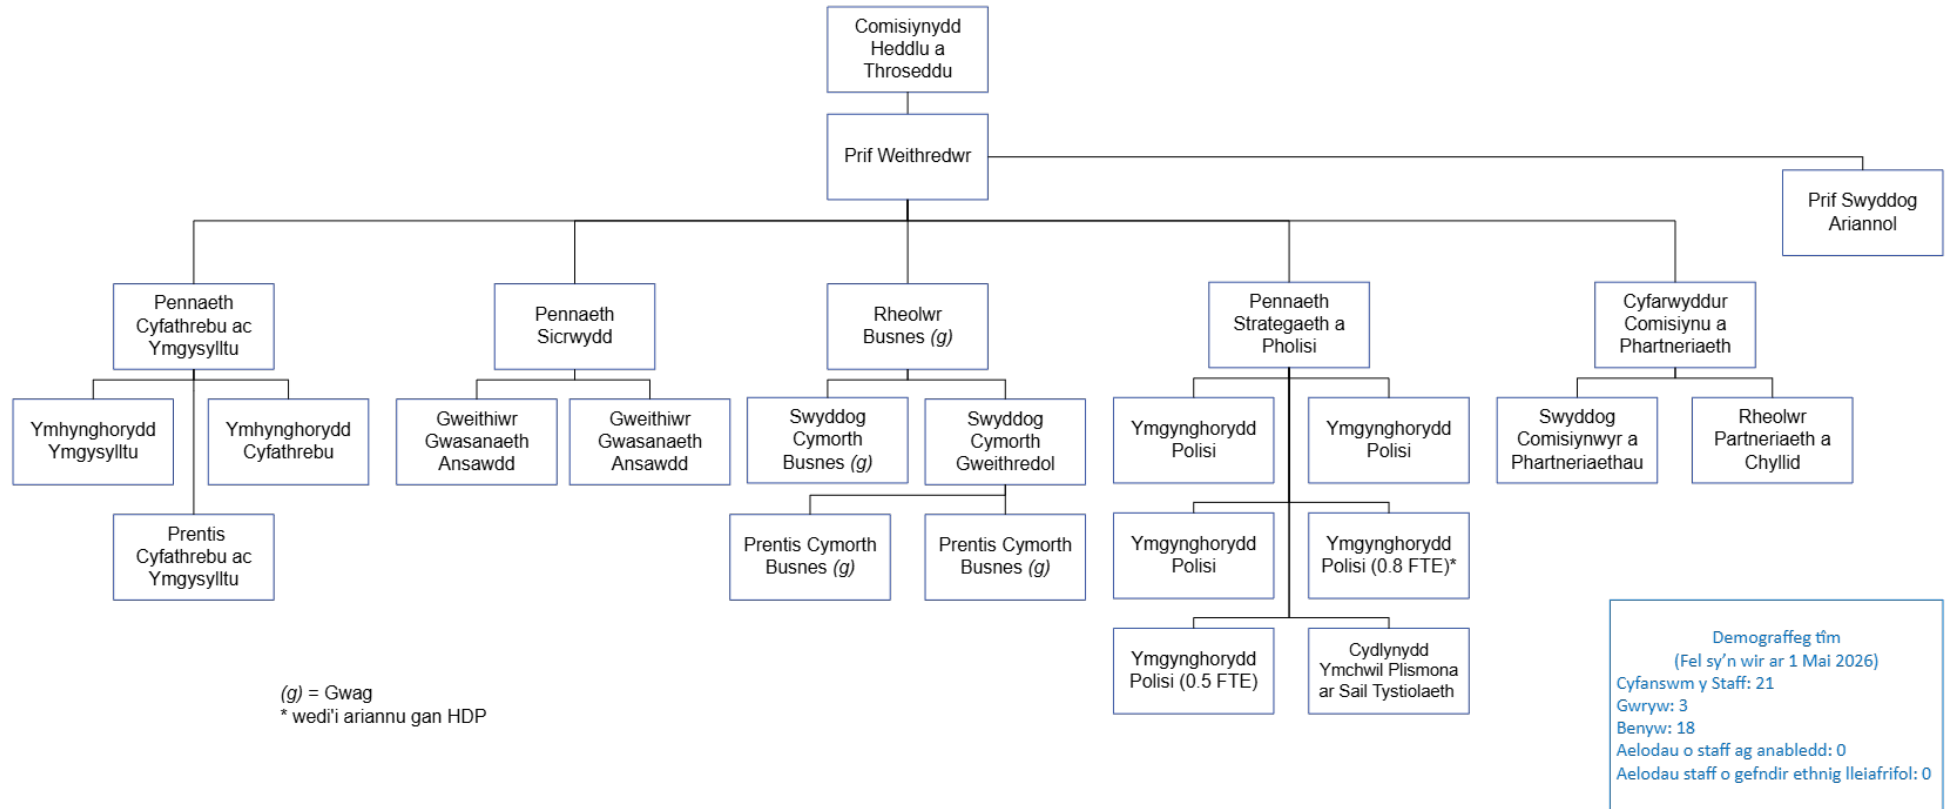 Comisiynydd
Heddlu a
Throseddu
Prif Weithredwr
Prif Swyddog
Ariannol
Pennaeth
Cyfathrebu ac
Ymgysylltu
Pennaeth
Sicrwydd
Rheolwr
Busnes (g)
Pennaeth
Strategaeth a
Pholisi
Cyfarwyddur
Comisiynu a
Phartneriaeth
Ymhynghorydd
Ymgysylltu
Ymhynghorydd
Cyfathrebu
Gweithiwr
Gwasanaeth
Ansawdd
Gweithiwr
Gwasanaeth
Ansawdd
Swyddog
Cymorth
Busnes (g)
Swyddog
Cymorth
Gweithredol
Ymgynghorydd
Polisi
Ymgynghorydd
Polisi
Swyddog
Comisiynwyr a
Phartneriaethau
Rheolwr
Partneriaeth a
Chyllid
Prentis
Cyfathrebu ac
Ymgysylltu
Prentis Cymorth
Busnes (g)
Prentis Cymorth
Busnes (g)
Ymgynghorydd
Polisi
Ymgynghorydd
Polisi (0.8 FTE)*
Ymgynghorydd
Polisi (0.5 FTE)
Cydlynydd
Ymchwil Plismona
ar Sail Tystiolaeth
(g) = Gwag
* wedi'i ariannu gan HDP
Demograffeg tîm
(Fel sy'n wir ar 1 Mai 2026)
Cyfanswm y Staff: 21
Gwryw: 3
Benyw: 18
Aelodau o staff ag anabledd: 0
Aelodau staff o gefndir ethnig lleiafrifol: 0